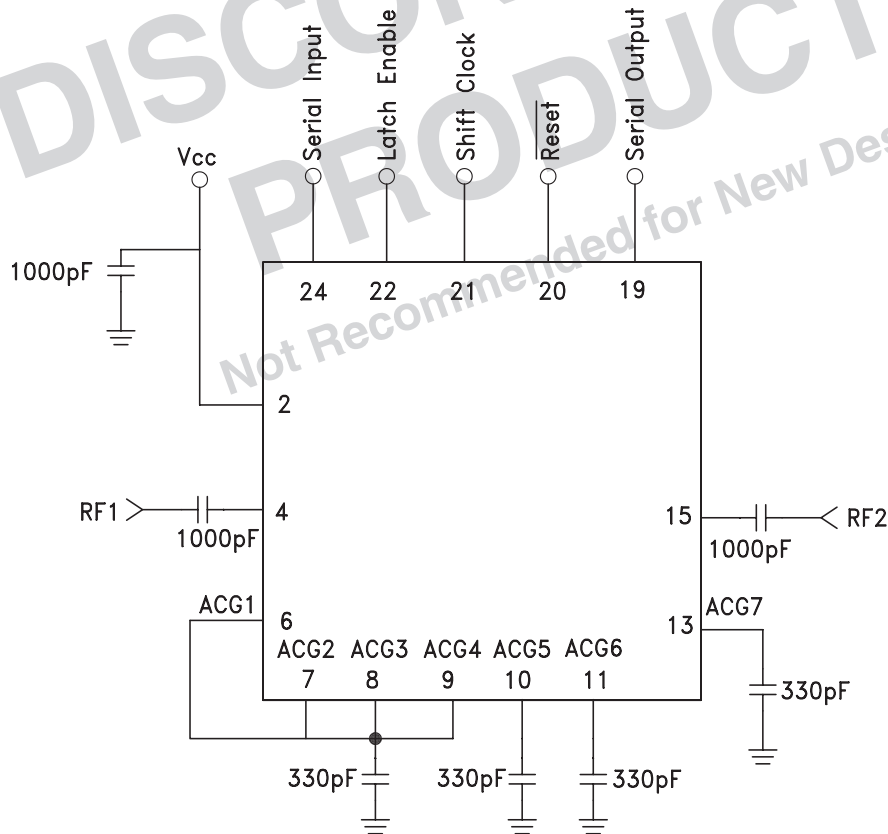 DISCON
PRODUCT
Not Recommended for New Des
Serial Input
Latch Enable
Shift Clock
Reset
Serial Output
Vcc
1000pF
24
22
21
20
19
2
RF1
1000pF
4
15
1000pF
RF2
ACG1
6
ACG2
ACG3
ACG4
ACG5
ACG6
7
8
9
10
11
13
ACG7
330pF
330pF
330pF
330pF